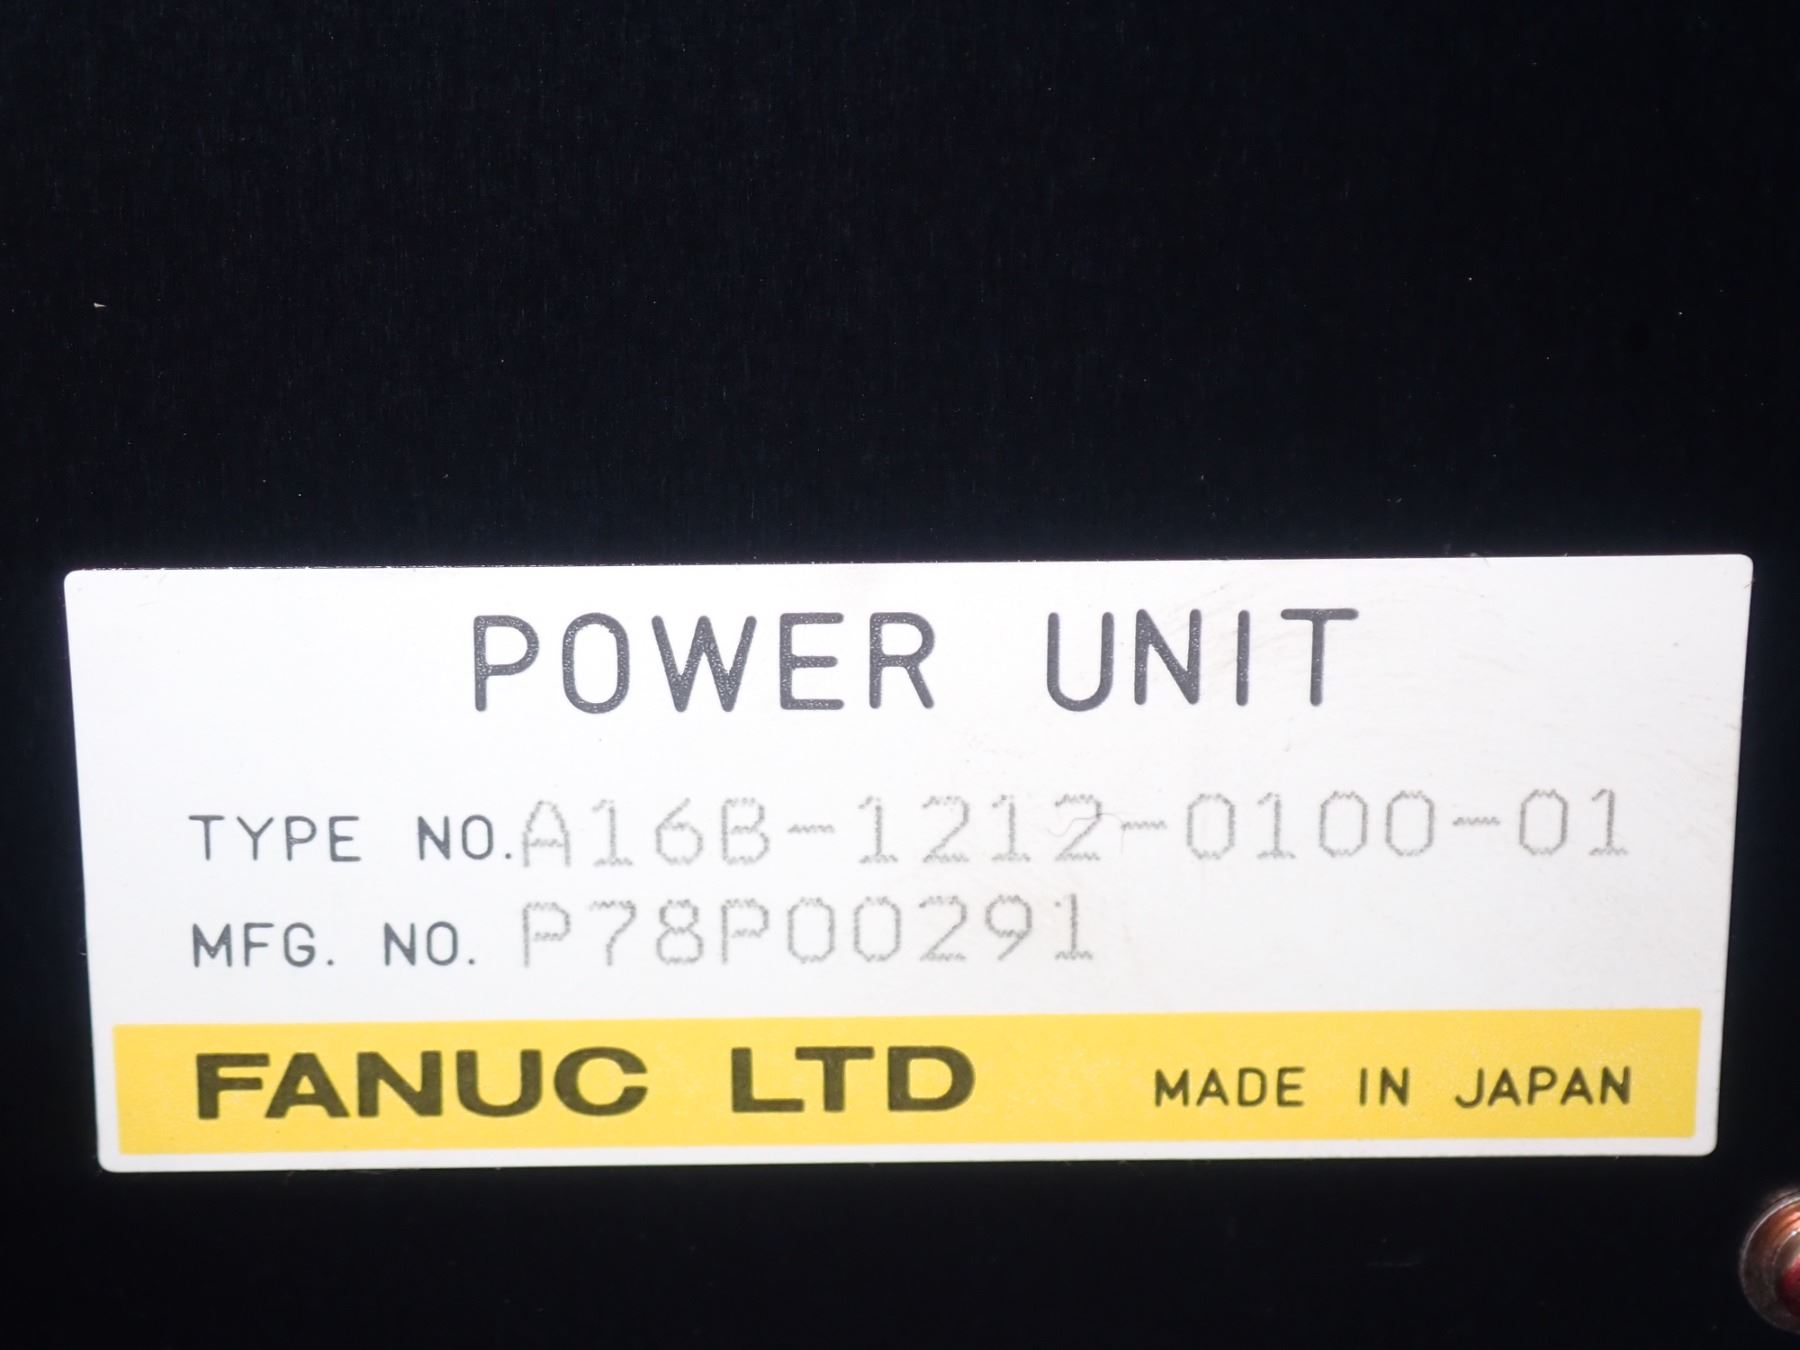 POWER UNIT
TYPE NO. A16B-1212-0100-01
MFG. NO. P78P00291
FANUC LTD MADE IN JAPAN